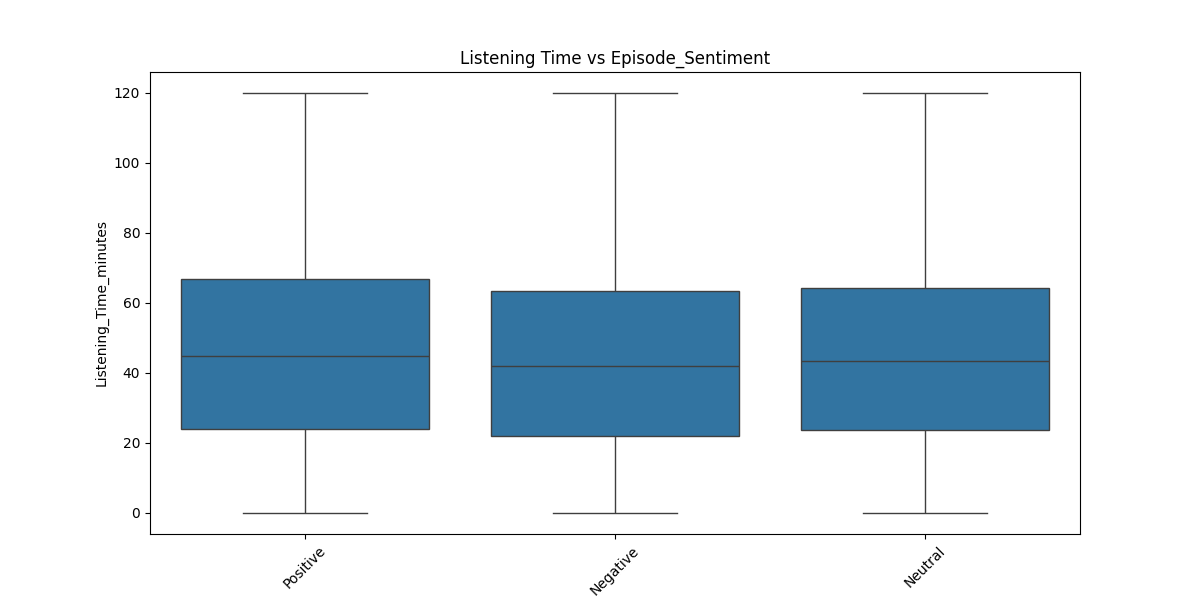 Listening Time vs Episode_Sentiment
Listening_Time_minutes
120
100
80
60
40
20
0
Positive
Negative
Neutral